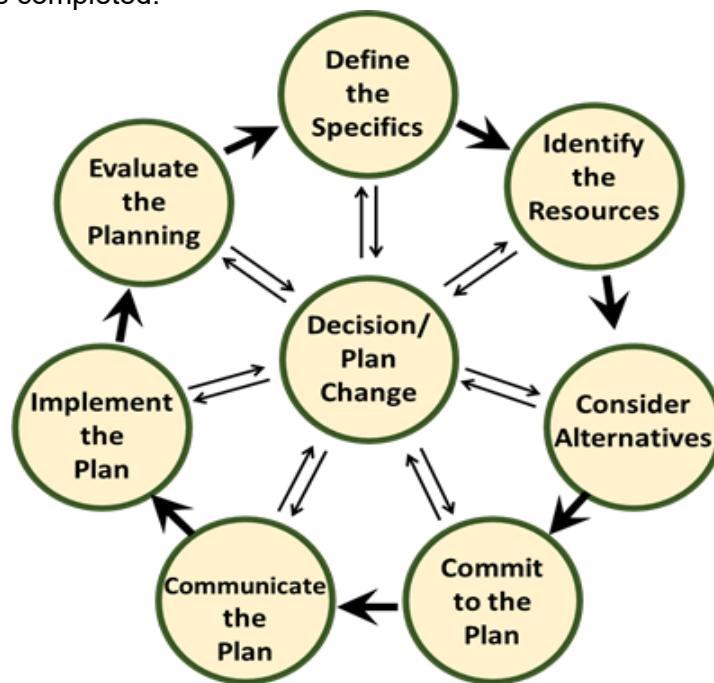 s completed.
Define
the
Specifics
Identify
the
Resources
Consider
Alternatives
Commit
to the
Plan
Communicate
the
Plan
Implement
the
Plan
Evaluate
the
Planning
Decision/
Plan
Change